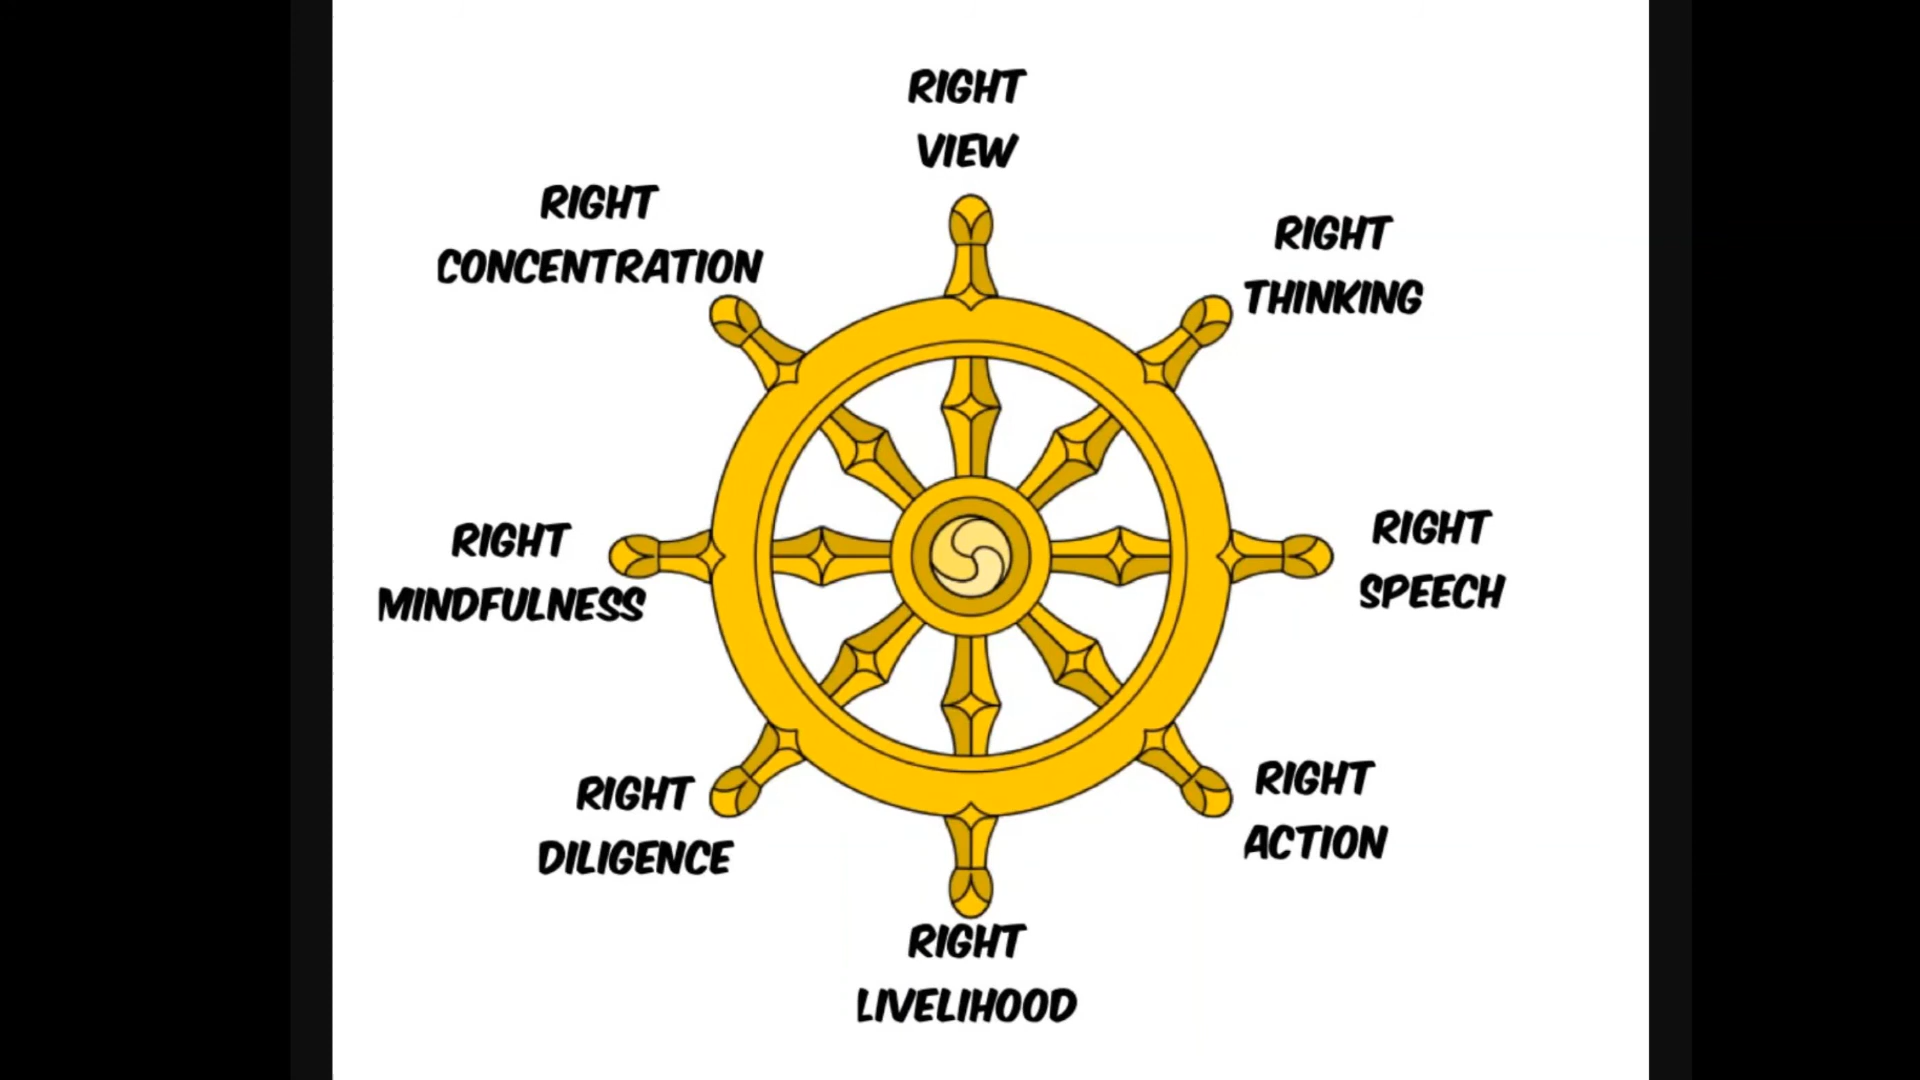 RIGHT
VIEW
RIGHT
THINKING
RIGHT
SPEECH
RIGHT
ACTION
RIGHT
LIVELIHOOD
RIGHT
DILIGENCE
RIGHT
MINDFULNESS
RIGHT
CONCENTRATION